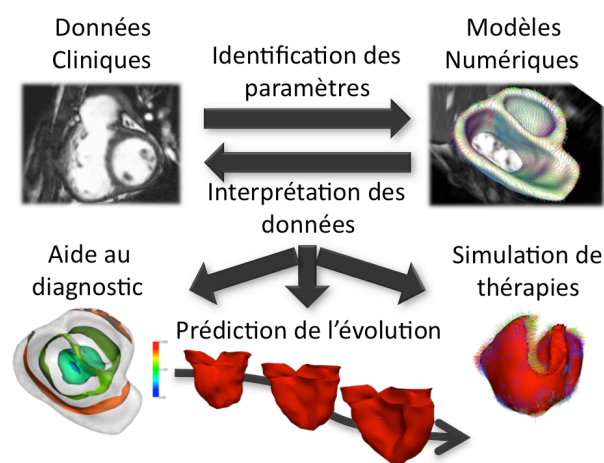 Données
Cliniques
Identification des
paramètres
Modèles
Numériques
Interprétation des
données
Aide au
diagnostic
Simulation de
thérapies
Prédiction de l’évolution